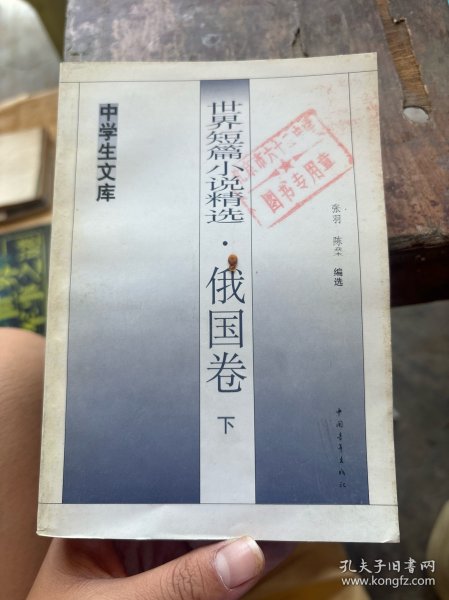 中学生文库
世界短篇小说精选·俄国卷 下
图书专用章
张羽 陈荃 编选
中国青年出版社
孔夫子旧书网
www.kongfz.com